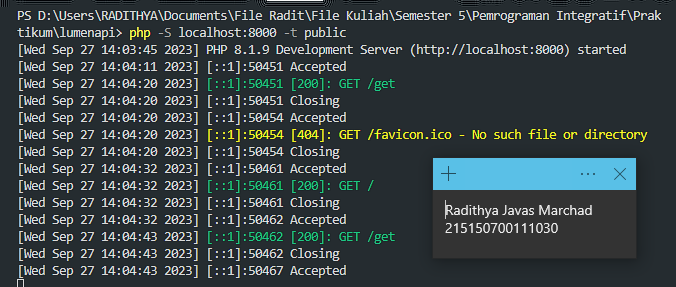 PS D:\Users\RADITHYA\Documents\File Radit\File Kuliah\Semester 5\Pemrograman Integratif\Prak
tikum\lumenapi> php -S localhost:8000 -t public
[Wed Sep 27 14:03:45 2023] PHP 8.1.9 Development Server (http://localhost:8000) started
[Wed Sep 27 14:04:11 2023] [::1]:50451 Accepted
[Wed Sep 27 14:04:20 2023] [::1]:50451 [200]: GET /get
[Wed Sep 27 14:04:20 2023] [::1]:50451 Closing
[Wed Sep 27 14:04:20 2023] [::1]:50454 Accepted
[Wed Sep 27 14:04:20 2023] [::1]:50454 [404]: GET /favicon.ico - No such file or directory
[Wed Sep 27 14:04:20 2023] [::1]:50454 Closing
[Wed Sep 27 14:04:32 2023] [::1]:50461 Accepted
[Wed Sep 27 14:04:32 2023] [::1]:50461 [200]: GET /
[Wed Sep 27 14:04:32 2023] [::1]:50461 Closing
[Wed Sep 27 14:04:32 2023] [::1]:50462 Accepted
[Wed Sep 27 14:04:43 2023] [::1]:50462 [200]: GET /get
[Wed Sep 27 14:04:43 2023] [::1]:50462 Closing
[Wed Sep 27 14:04:43 2023] [::1]:50467 Accepted
Radithya Javas Marchad
215150700111030